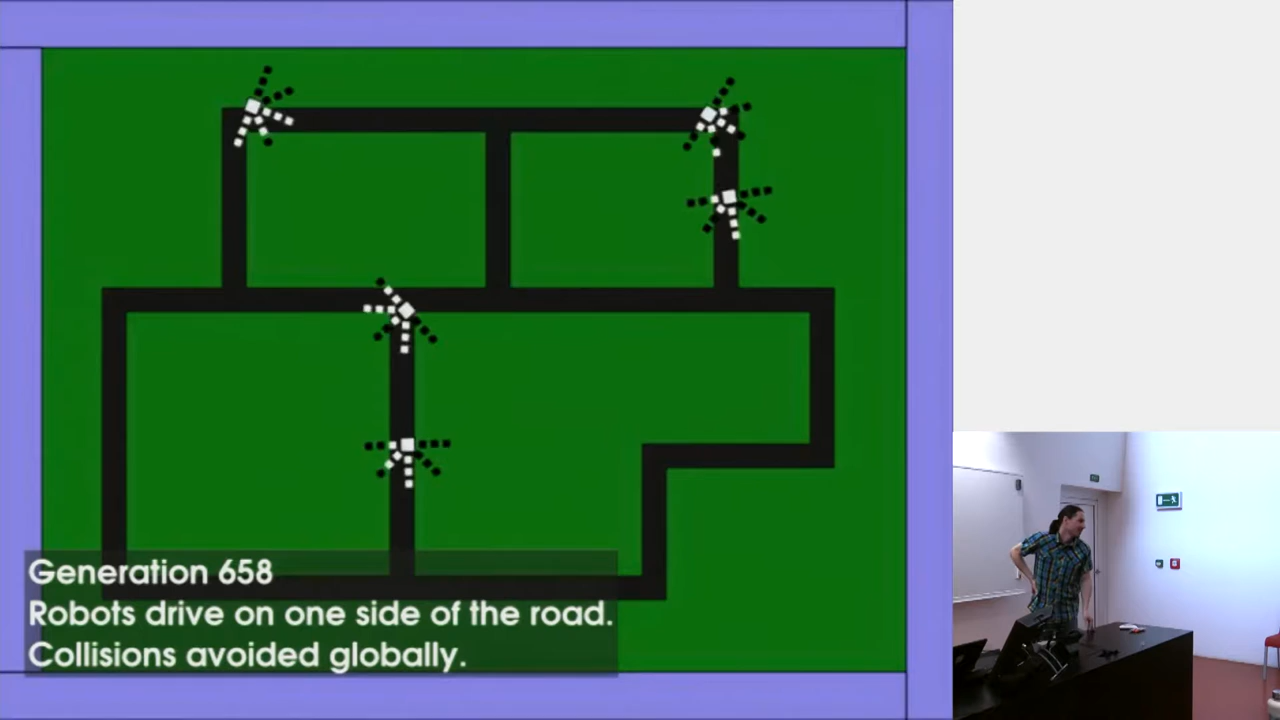 Generation 658
Robots drive on one side of the road.
Collisions avoided globally.